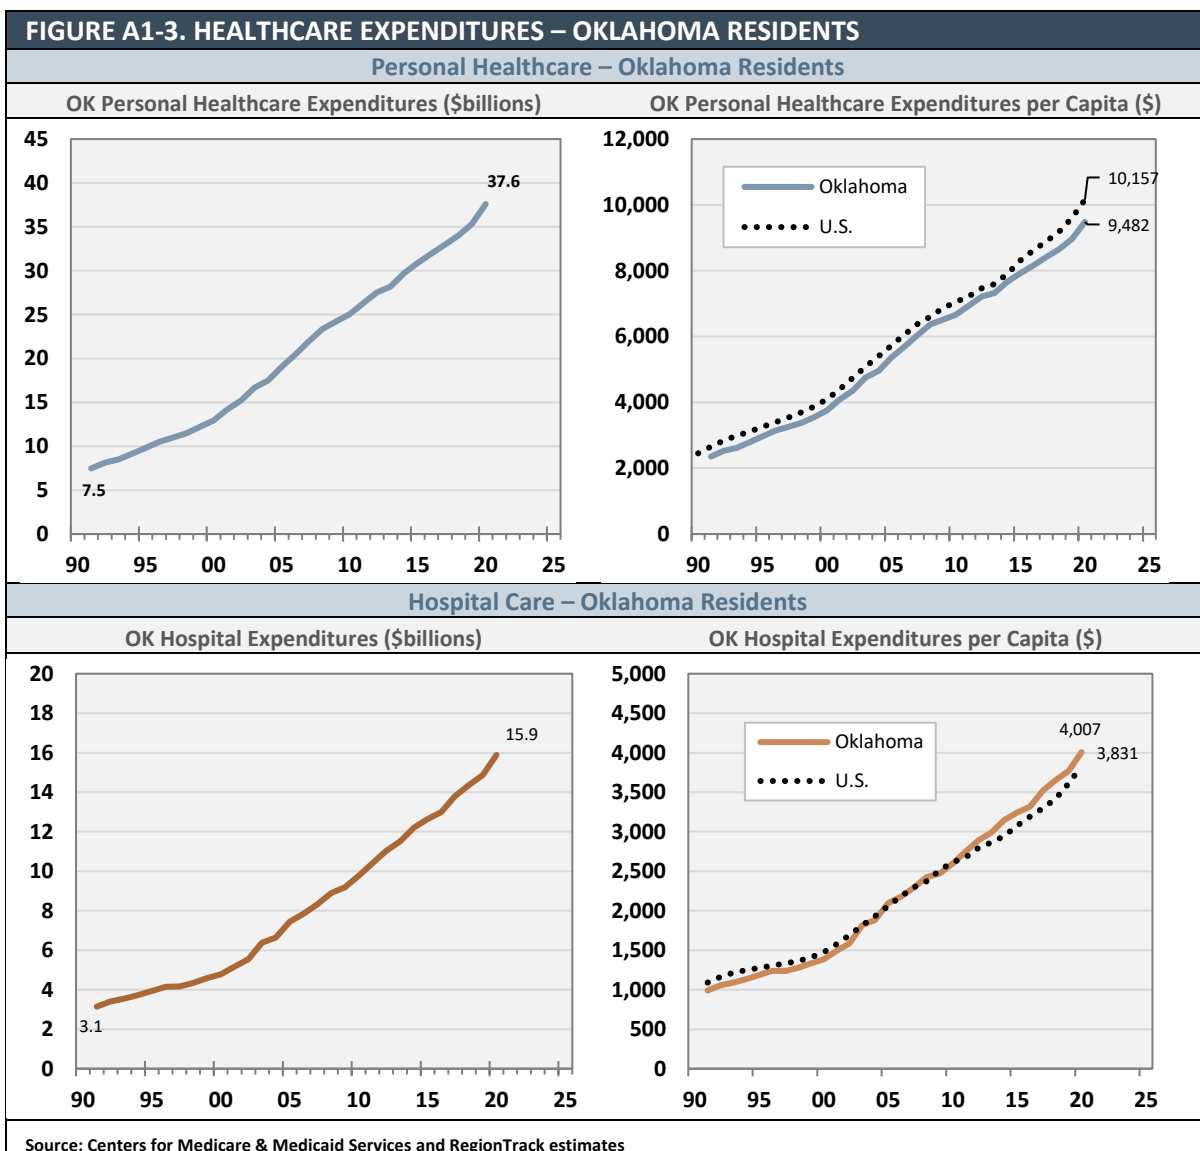 FIGURE A1-3. HEALTHCARE EXPENDITURES – OKLAHOMA RESIDENTS
Personal Healthcare – Oklahoma Residents
OK Personal Healthcare Expenditures ($billions)
45
40
35
30
25
20
15
10
5
0
37.6
7.5
90 95 00 05 10 15 20 25
OK Personal Healthcare Expenditures per Capita ($)
12,000
10,000
8,000
6,000
4,000
2,000
0
Oklahoma
U.S.
10,157
9,482
90 95 00 05 10 15 20 25
Hospital Care – Oklahoma Residents
OK Hospital Expenditures ($billions)
20
18
16
14
12
10
8
6
4
2
0
15.9
3.1
90 95 00 05 10 15 20 25
OK Hospital Expenditures per Capita ($)
5,000
4,500
4,000
3,500
3,000
2,500
2,000
1,500
1,000
500
0
Oklahoma
U.S.
4,007
3,831
90 95 00 05 10 15 20 25
Source: Centers for Medicare & Medicaid Services and RegionTrack estimates